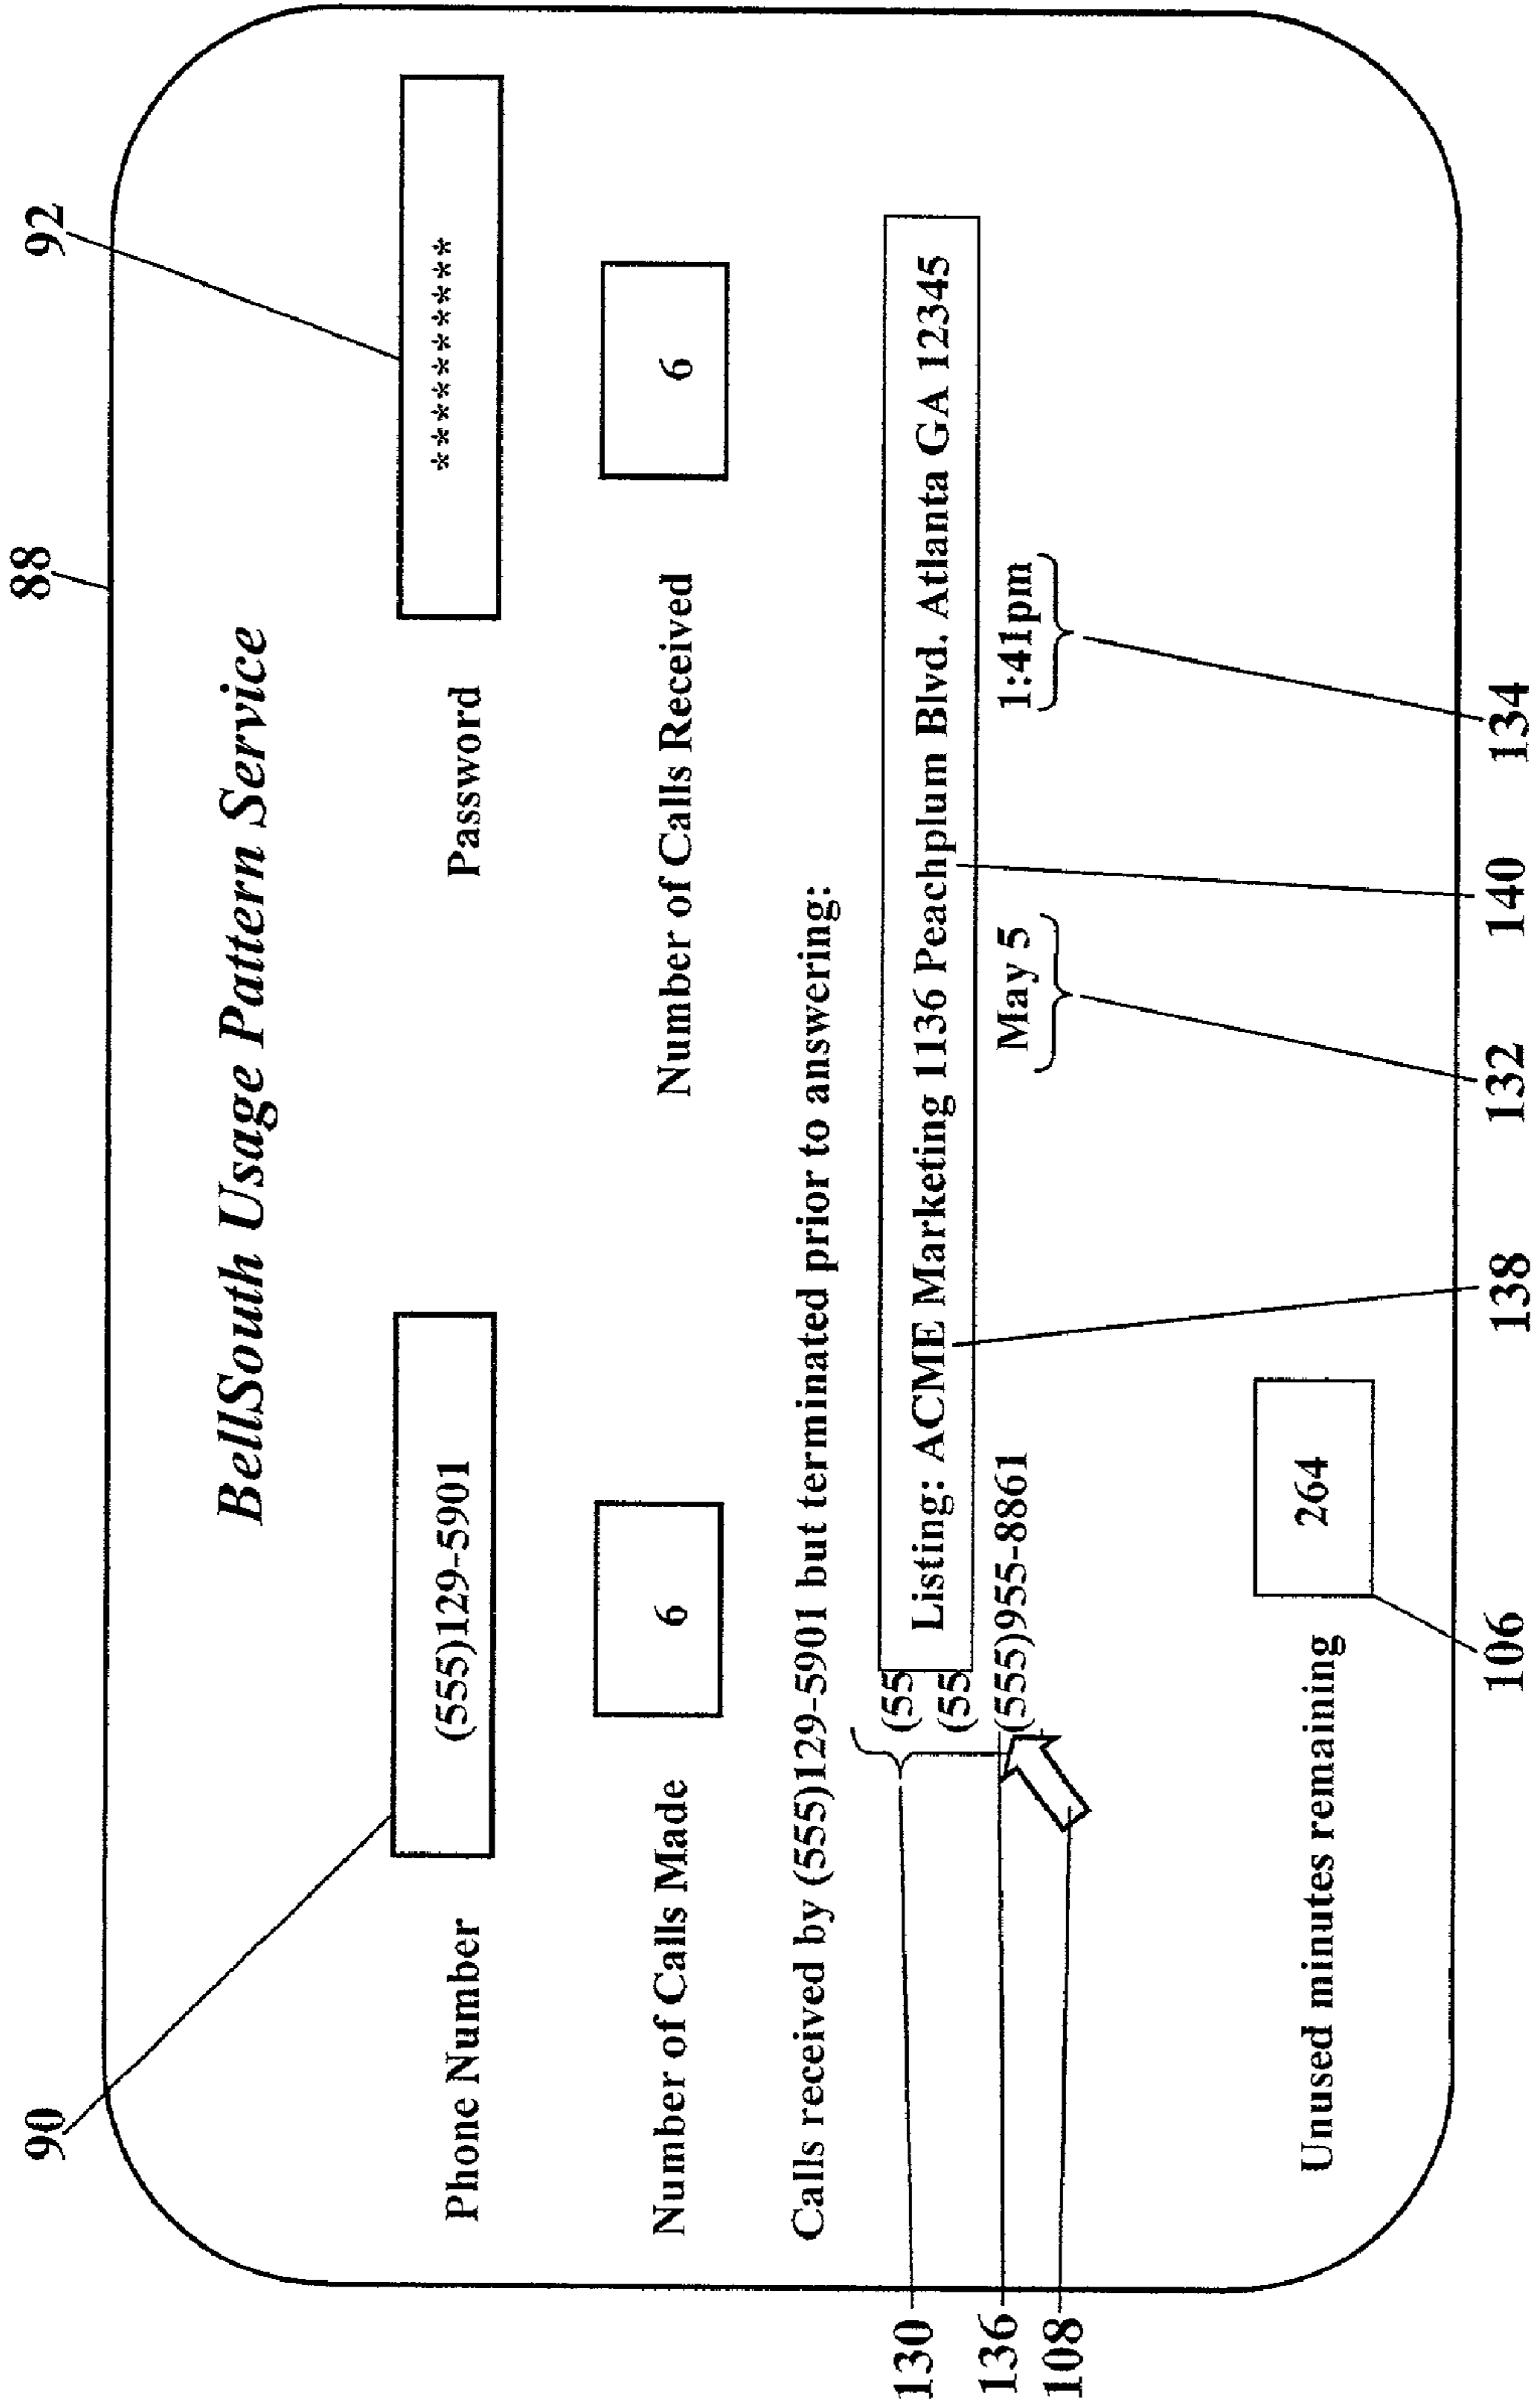 88
92
90
BellSouth Usage Pattern Service
Phone Number (555)129-5901 Password **********
Number of Calls Made 6 Number of Calls Received 6
Calls received by (555)129-5901 but terminated prior to answering:
(55
Listing: ACME Marketing 1136 Peachplum Blvd. Atlanta GA 12345
(55
(555)955-8861 May 5 1:41pm
130
136
108
Unused minutes remaining 264
106
138
132
140
134